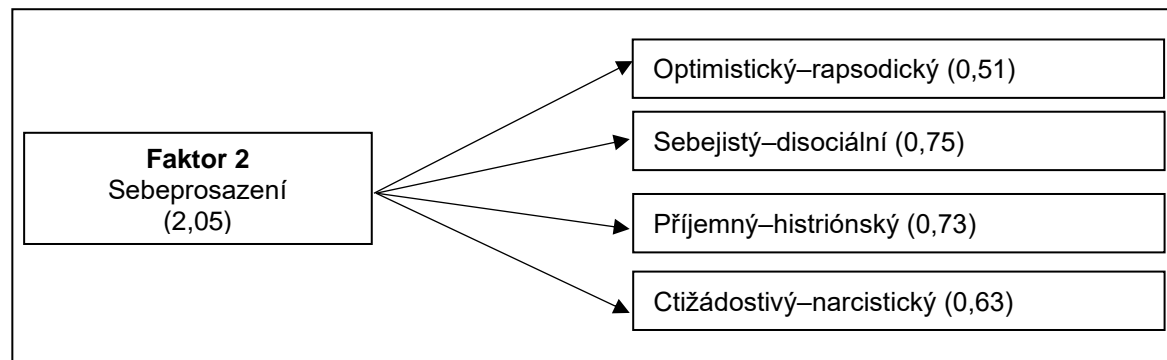 Faktor 2
Sebeprosazení
(2,05)
Optimistický–rapsodický (0,51)
Sebejistý–disociální (0,75)
Příjemný–histriónský (0,73)
Ctižádostivý–narcistický (0,63)